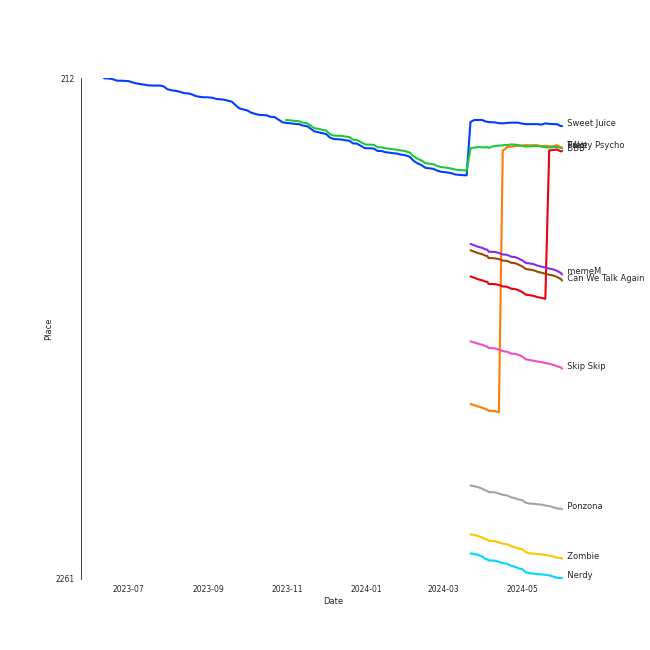 212
Sweet Juice
Pretty Psycho
BBB
memeM
Can We Talk Again
Place
Skip Skip
Ponzona
Zombie
2261
Nerdy
2023-07
2023-09
2023-11
2024-01
2024-03
2024-05
Date